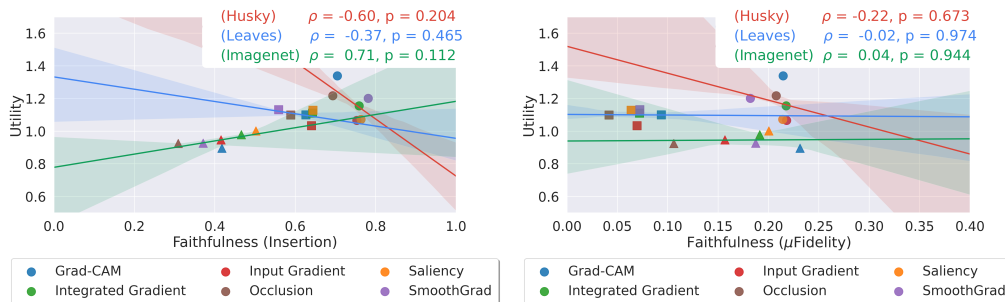 (Husky) ρ = -0.60, p = 0.204
(Leaves) ρ = -0.37, p = 0.465
(Imagenet) ρ = 0.71, p = 0.112
1.6
1.4
1.2
1.0
0.8
0.6
Utility
0.0 0.2 0.4 0.6 0.8 1.0
Faithfulness (Insertion)
Grad-CAM Input Gradient Saliency
Integrated Gradient Occlusion SmoothGrad
(Husky) ρ = -0.22, p = 0.673
(Leaves) ρ = -0.02, p = 0.974
(Imagenet) ρ = 0.04, p = 0.944
1.6
1.4
1.2
1.0
0.8
0.6
Utility
0.00 0.05 0.10 0.15 0.20 0.25 0.30 0.35 0.40
Faithfulness (μFidelity)
Grad-CAM Input Gradient Saliency
Integrated Gradient Occlusion SmoothGrad